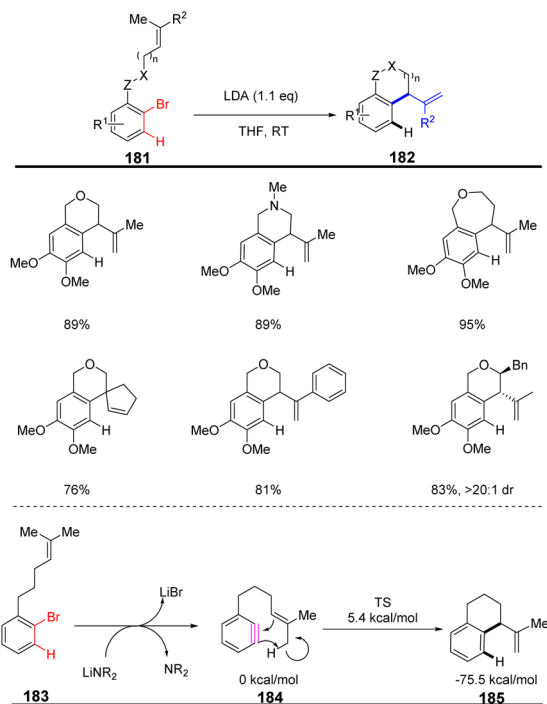 Me R²
( )n
X
Z
Br
R¹
H
181
LDA (1.1 eq)
THF, RT
X
Z ( )n
R¹
R²
H
182
O
Me
MeO
H
OMe
89%
Me
N
Me
MeO
H
OMe
89%
O
Me
MeO
H
OMe
95%
O
MeO
H
OMe
76%
O
MeO
H
OMe
81%
O Bn
MeO
H
OMe
83%, >20:1 dr
Me Me
Br
H
183
LiBr
LiNR₂
NR₂
Me
H
0 kcal/mol
184
TS
5.4 kcal/mol
Me
H
-75.5 kcal/mol
185